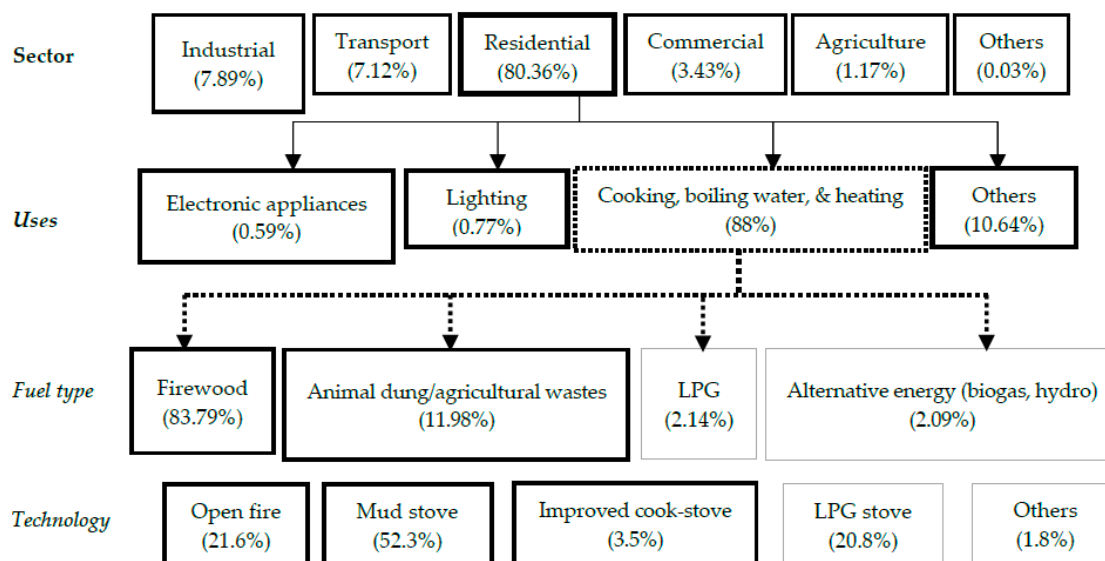 Sector
Industrial
(7.89%)
Transport
(7.12%)
Residential
(80.36%)
Commercial
(3.43%)
Agriculture
(1.17%)
Others
(0.03%)
Uses
Electronic appliances
(0.59%)
Lighting
(0.77%)
Cooking, boiling water, & heating
(88%)
Others
(10.64%)
Fuel type
Firewood
(83.79%)
Animal dung/agricultural wastes
(11.98%)
LPG
(2.14%)
Alternative energy (biogas, hydro)
(2.09%)
Technology
Open fire
(21.6%)
Mud stove
(52.3%)
Improved cook-stove
(3.5%)
LPG stove
(20.8%)
Others
(1.8%)